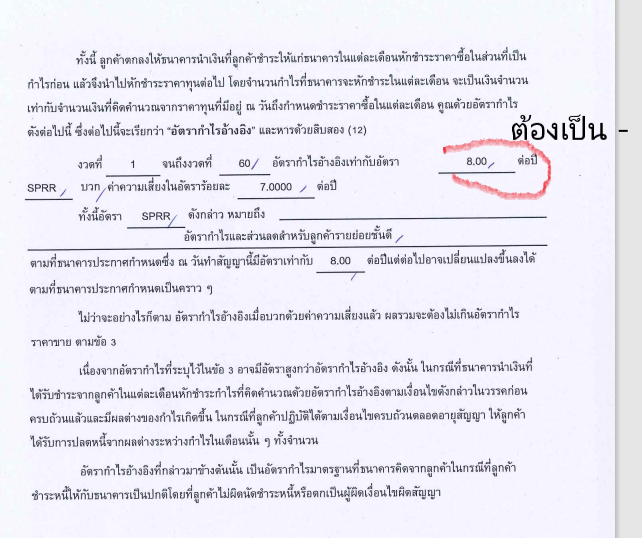 ทั้งนี้ ลูกค้าตกลงให้ธนาคารนำเงินที่ลูกค้าชำระให้แก่ธนาคารในแต่ละเดือนหักชำระราคาซื้อในส่วนที่เป็น
กำไรก่อน แล้วจึงนำไปหักชำระราคาทุนต่อไป โดยจำนวนกำไรที่ธนาคารจะหักชำระในแต่ละเดือน จะเป็นเงินจำนวน
เท่ากับจำนวนเงินที่คิดคำนวณจากราคาทุนที่มีอยู่ ณ วันถึงกำหนดชำระราคาซื้อในแต่ละเดือน คูณด้วยอัตรากำไร
ดังต่อไปนี้ ซึ่งต่อไปนี้จะเรียกว่า "อัตรากำไรอ้างอิง" และหารด้วยสิบสอง (12)
ต้องเป็น -
งวดที่ 1 จนถึงงวดที่ 60 อัตรากำไรอ้างอิงเท่ากับอัตรา 8.00 ต่อปี
SPRR บวก ค่าความเสี่ยงในอัตราร้อยละ 7.0000 ต่อปี
ทั้งนี้อัตรา SPRR ดังกล่าว หมายถึง
อัตรากำไรและส่วนลดสำหรับลูกค้ารายย่อยชั้นดี
ตามที่ธนาคารประกาศกำหนดซึ่ง ณ วันทำสัญญานี้มีอัตราเท่ากับ 8.00 ต่อปีแต่ต่อไปอาจเปลี่ยนแปลงขึ้นลงได้
ตามที่ธนาคารประกาศกำหนดเป็นคราว ๆ
ไม่ว่าจะอย่างไรก็ตาม อัตรากำไรอ้างอิงเมื่อบวกด้วยค่าความเสี่ยงแล้ว ผลรวมจะต้องไม่เกินอัตรากำไร
ราคาขาย ตามข้อ 3
เนื่องจากอัตรากำไรที่ระบุไว้ในข้อ 3 อาจมีอัตราสูงกว่าอัตรากำไรอ้างอิง ดังนั้น ในกรณีที่ธนาคารนำเงินที่
ได้รับชำระจากลูกค้าในแต่ละเดือนหักชำระกำไรที่คิดคำนวณด้วยอัตรากำไรอ้างอิงตามเงื่อนไขดังกล่าวในวรรคก่อน
ครบถ้วนแล้วและมีผลต่างของกำไรเกิดขึ้น ในกรณีที่ลูกค้าปฏิบัติได้ตามเงื่อนไขครบถ้วนตลอดอายุสัญญา ให้ลูกค้า
ได้รับการปลดหนี้จากผลต่างระหว่างกำไรในเดือนนั้น ๆ ทั้งจำนวน
อัตรากำไรอ้างอิงที่กล่าวมาข้างต้นนั้น เป็นอัตรากำไรมาตรฐานที่ธนาคารคิดจากลูกค้าในกรณีที่ลูกค้า
ชำระหนี้ให้กับธนาคารเป็นปกติโดยที่ลูกค้าไม่ผิดนัดชำระหนี้หรือตกเป็นผู้ผิดเงื่อนไขผิดสัญญา